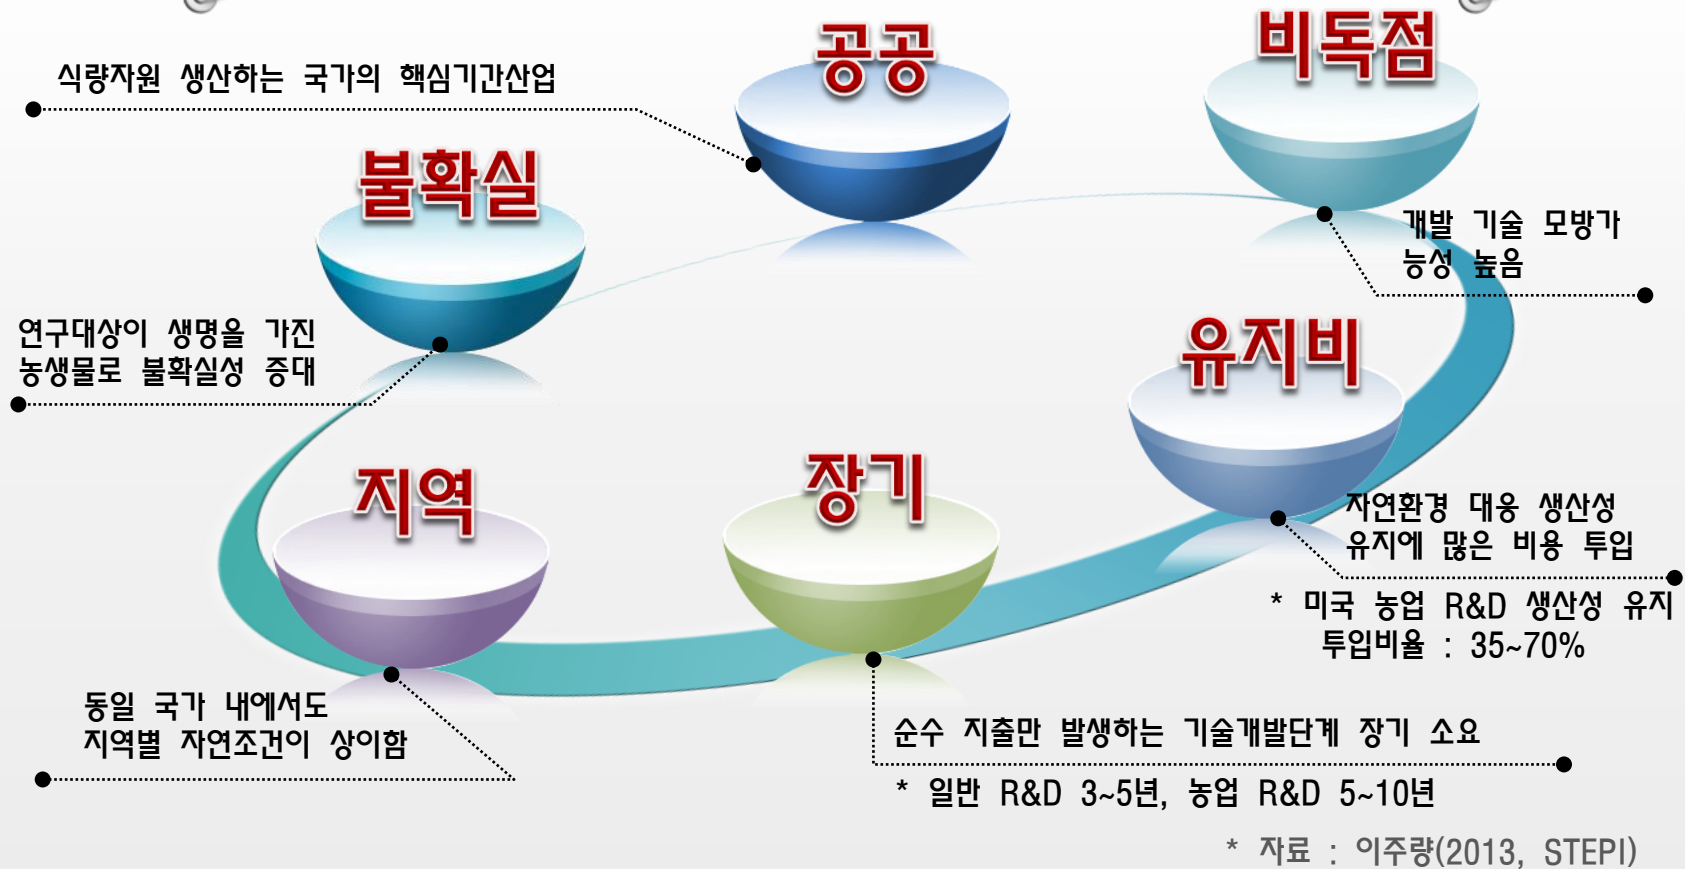 공공
식량자원 생산하는 국가의 핵심기간산업
비독점
개발 기술 모방가
능성 높음
불확실
연구대상이 생명을 가진
농생물로 불확실성 증대
유지비
자연환경 대응 생산성
유지에 많은 비용 투입
* 미국 농업 R&D 생산성 유지
투입비율 : 35~70%
지역
동일 국가 내에서도
지역별 자연조건이 상이함
장기
순수 지출만 발생하는 기술개발단계 장기 소요
* 일반 R&D 3~5년, 농업 R&D 5~10년
* 자료 : 이주량(2013, STEPI)